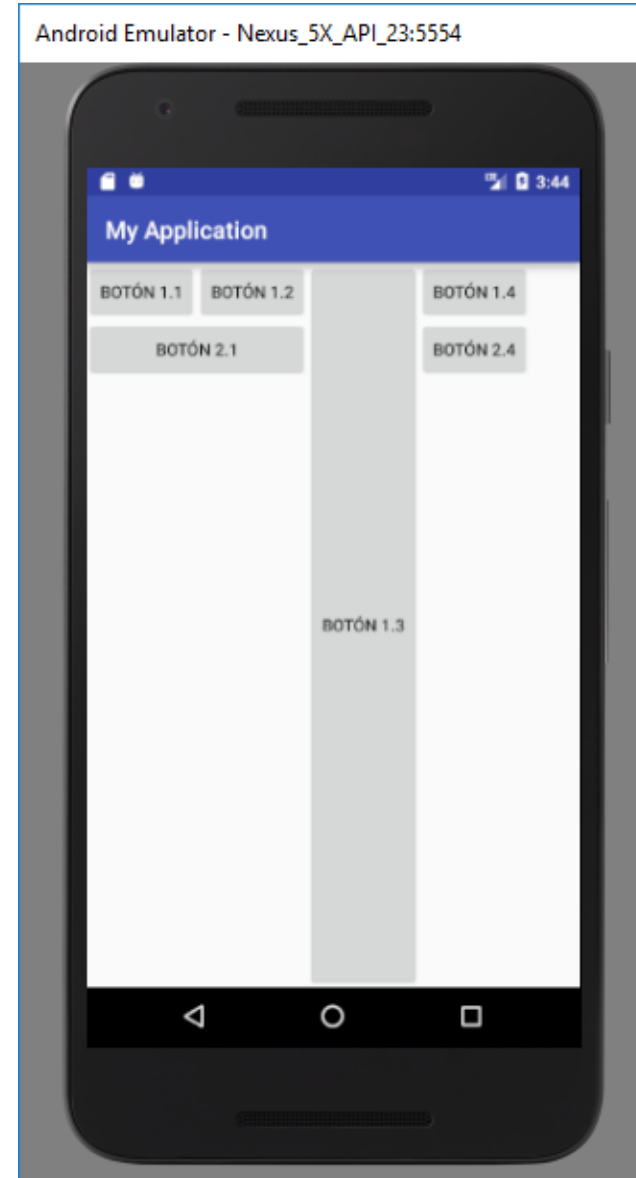 Android Emulator - Nexus_5X_API_23:5554
3:44
My Application
BOTÓN 1.1 BOTÓN 1.2 BOTÓN 1.4
BOTÓN 2.1 BOTÓN 2.4
BOTÓN 1.3